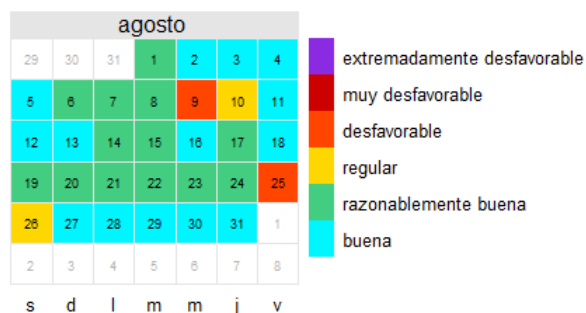 agosto
29 30 31 1 2 3 4
5 6 7 8 9 10 11
12 13 14 15 16 17 18
19 20 21 22 23 24 25
26 27 28 29 30 31 1
2 3 4 5 6 7 8
s d l m m j v
extremadamente desfavorable
muy desfavorable
desfavorable
regular
razonablemente buena
buena